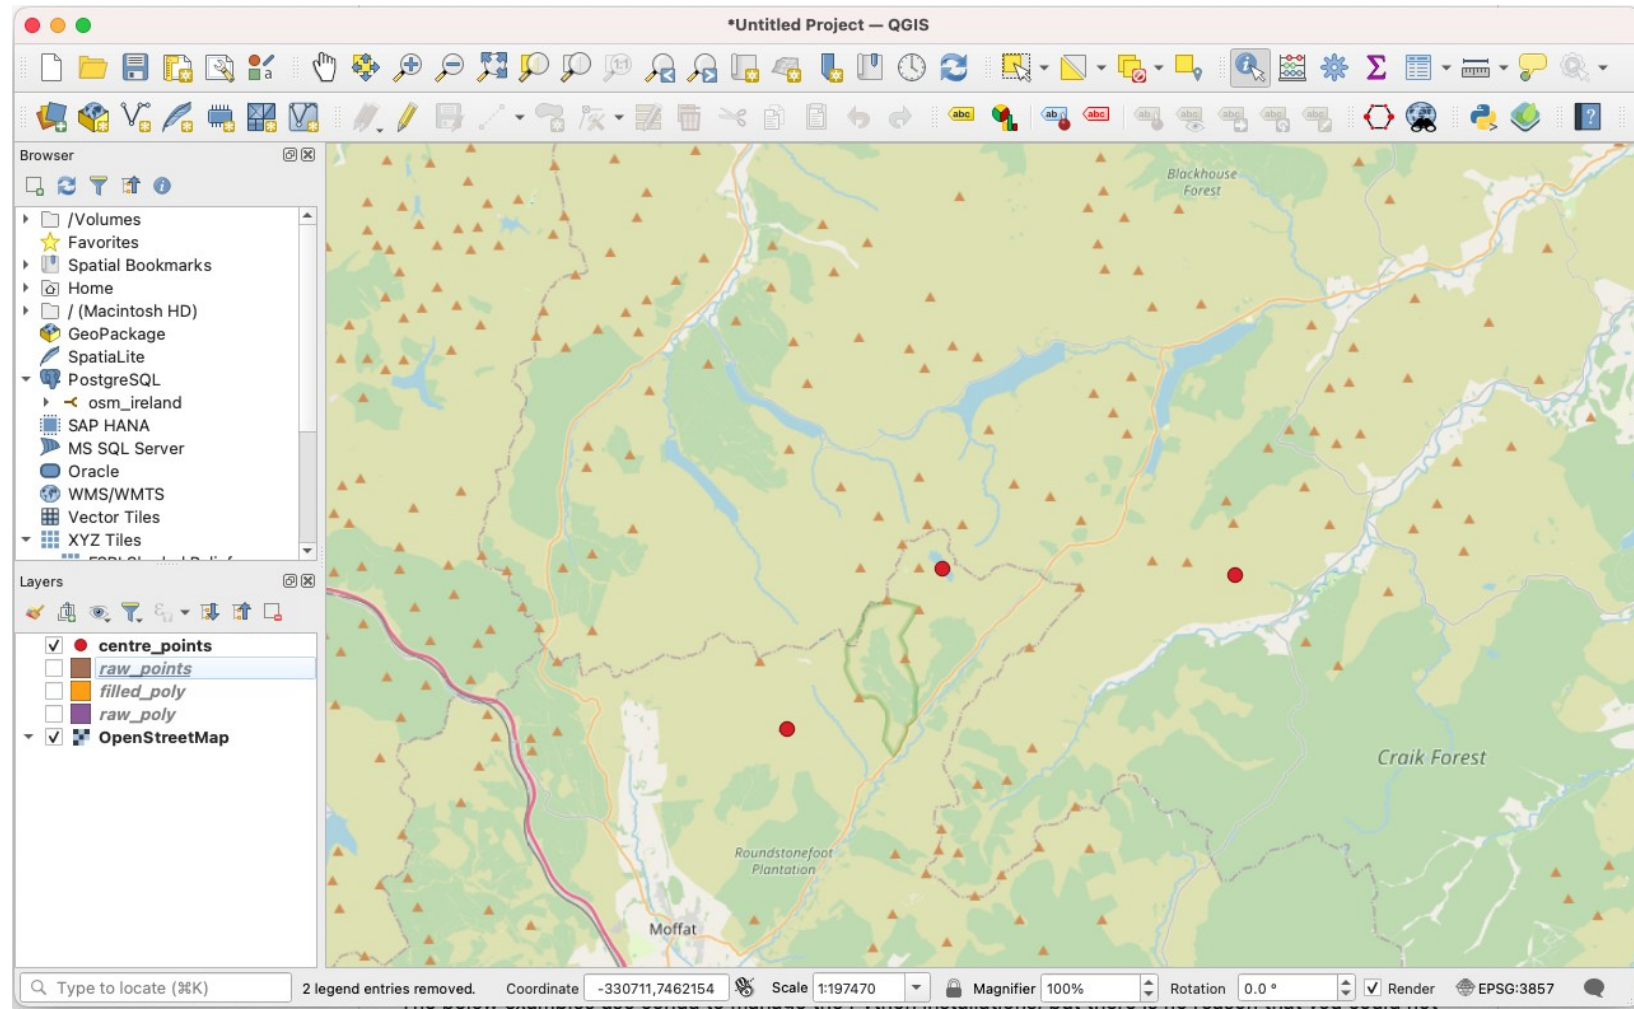 *Untitled Project — QGIS
Browser
/Volumes
Favorites
Spatial Bookmarks
Home
/ (Macintosh HD)
GeoPackage
SpatiaLite
PostgreSQL
osm_ireland
SAP HANA
MS SQL Server
Oracle
WMS/WMTS
Vector Tiles
XYZ Tiles
Layers
centre_points
raw_points
filled_poly
raw_poly
OpenStreetMap
Blackhouse
Forest
Craik Forest
Roundstonefoot
Plantation
Moffat
Type to locate (⌘K)
2 legend entries removed.
Coordinate
-330711,7462154
Scale
1:197470
Magnifier
100%
Rotation
0.0 °
Render
EPSG:3857